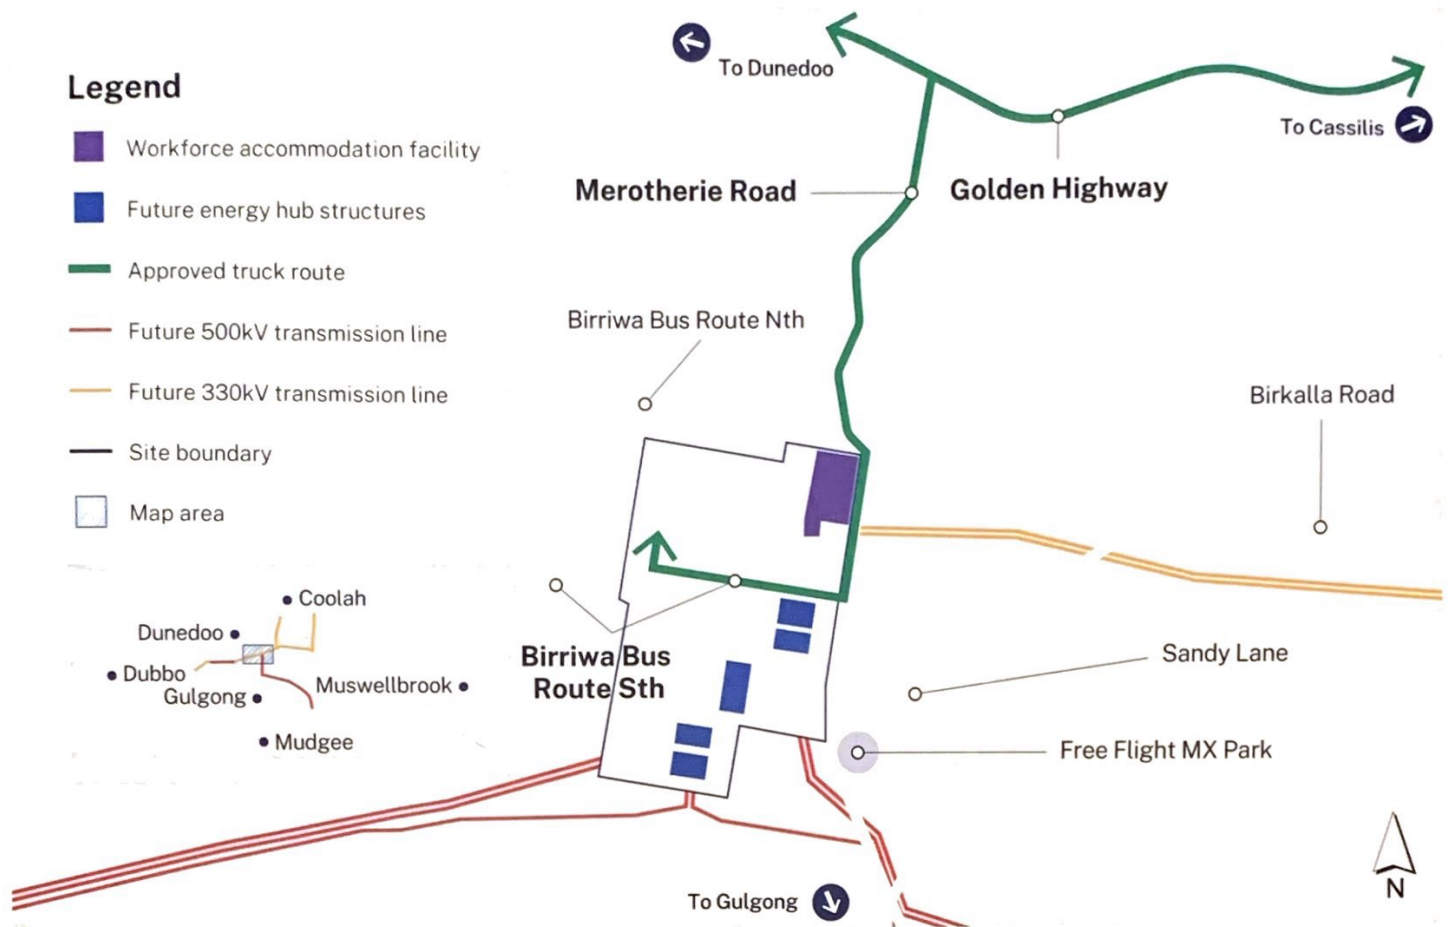 Legend
Workforce accommodation facility
Future energy hub structures
Approved truck route
Future 500kV transmission line
Future 330kV transmission line
Site boundary
Map area
To Dunedoo
To Cassilis
Merotherie Road
Golden Highway
Birriwa Bus Route Nth
Birkalla Road
Birriwa Bus
Route Sth
Sandy Lane
Free Flight MX Park
To Gulgong
N
Coolah
Dunedoo
Dubbo
Gulgong
Muswellbrook
Mudgee